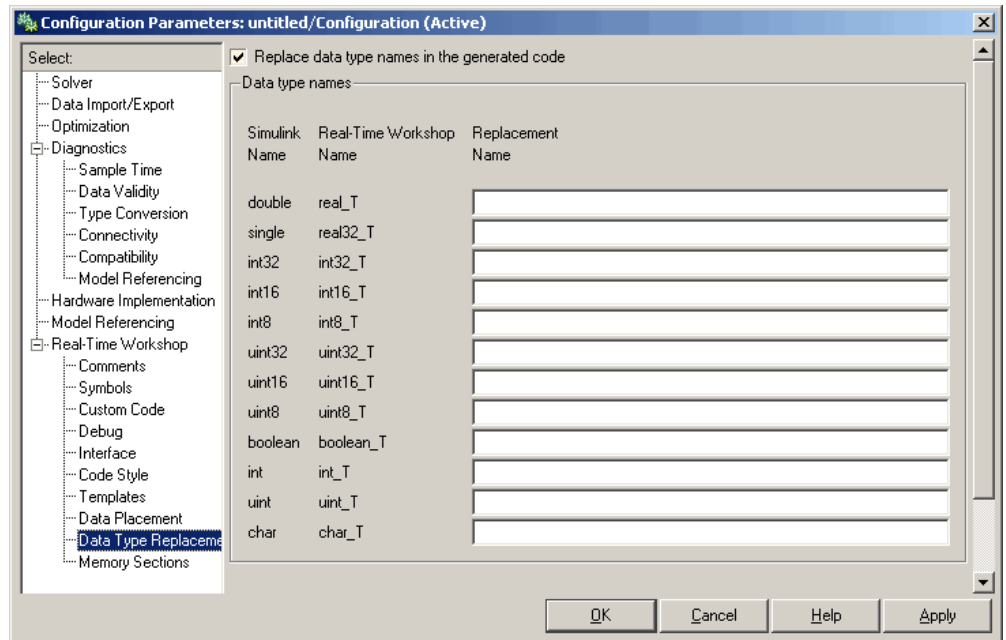 Configuration Parameters: untitled/Configuration (Active)
Select:
Solver
Data Import/Export
Optimization
Diagnostics
Sample Time
Data Validity
Type Conversion
Connectivity
Compatibility
Model Referencing
Hardware Implementation
Model Referencing
Real-Time Workshop
Comments
Symbols
Custom Code
Debug
Interface
Code Style
Templates
Data Placement
Data Type Replaceme
Memory Sections
Replace data type names in the generated code
Data type names
Simulink Real-Time Workshop Replacement
Name Name Name
double real_T
single real32_T
int32 int32_T
int16 int16_T
int8 int8_T
uint32 uint32_T
uint16 uint16_T
uint8 uint8_T
boolean boolean_T
int int_T
uint uint_T
char char_T
OK Cancel Help Apply